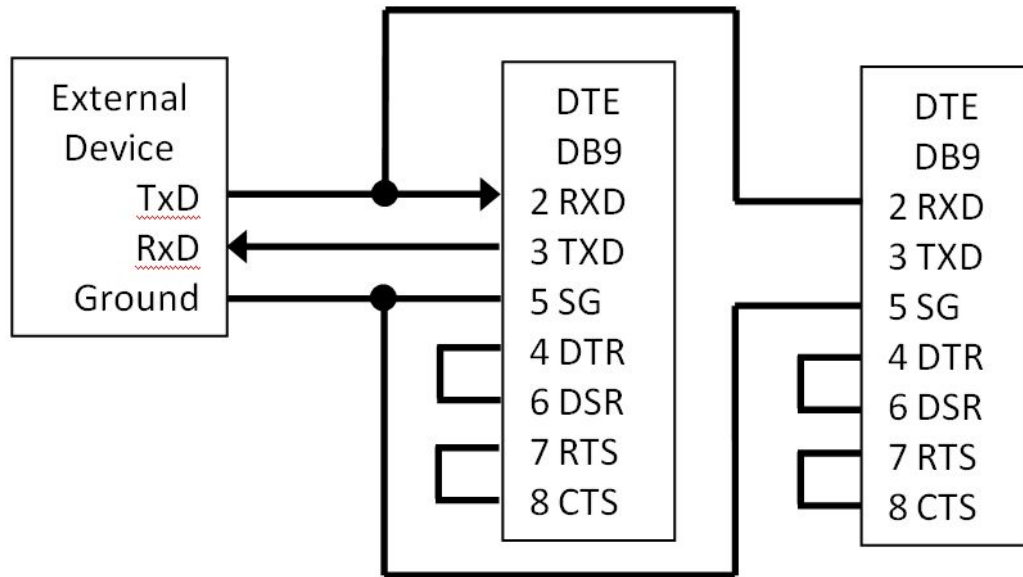 External
Device
TxD
RxD
Ground
DTE
DB9
2 RXD
3 TXD
5 SG
4 DTR
6 DSR
7 RTS
8 CTS
DTE
DB9
2 RXD
3 TXD
5 SG
4 DTR
6 DSR
7 RTS
8 CTS